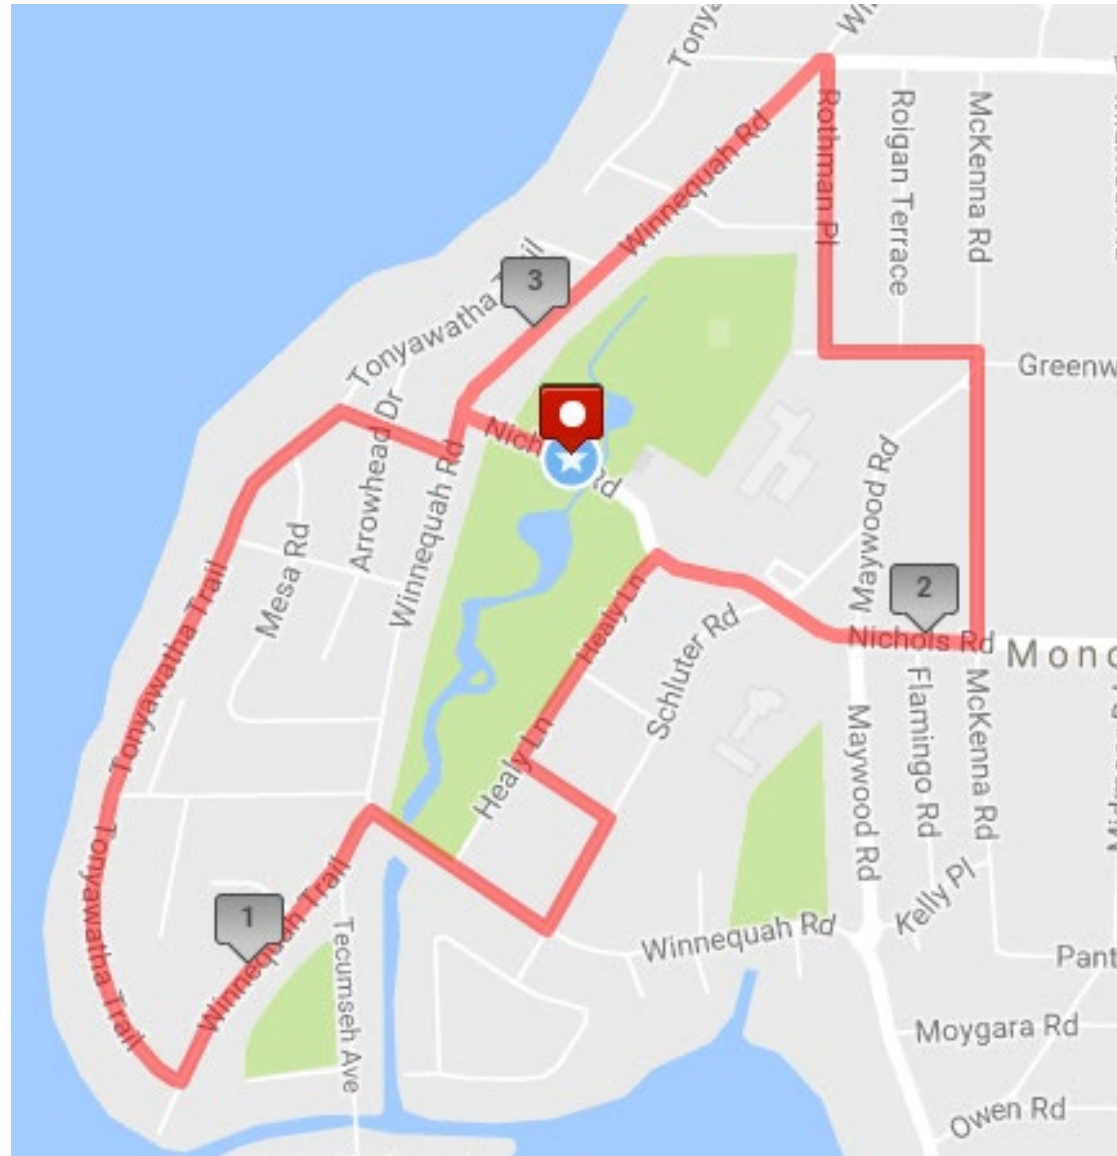 Tonya
Wi
Winnequah Rd
Rothman Pl
Roigan Terrace
McKenna Rd
3
Tonyawatha Trail
Greenw
Nichols Rd
Arrowhead Dr
Winnequah Rd
Mesa Rd
Maywood Rd
2
Nichols Rd
Mono
Healy Ln
Schluter Rd
Tonyawatha Trail
Healy Ln
Flamingo Rd
McKenna Rd
Maywood Rd
Tonyawatha Trail
1
Winnequah Trail
Tecumseh Ave
Winnequah Rd
Kelly Pl
Pant
Moygara Rd
Owen Rd